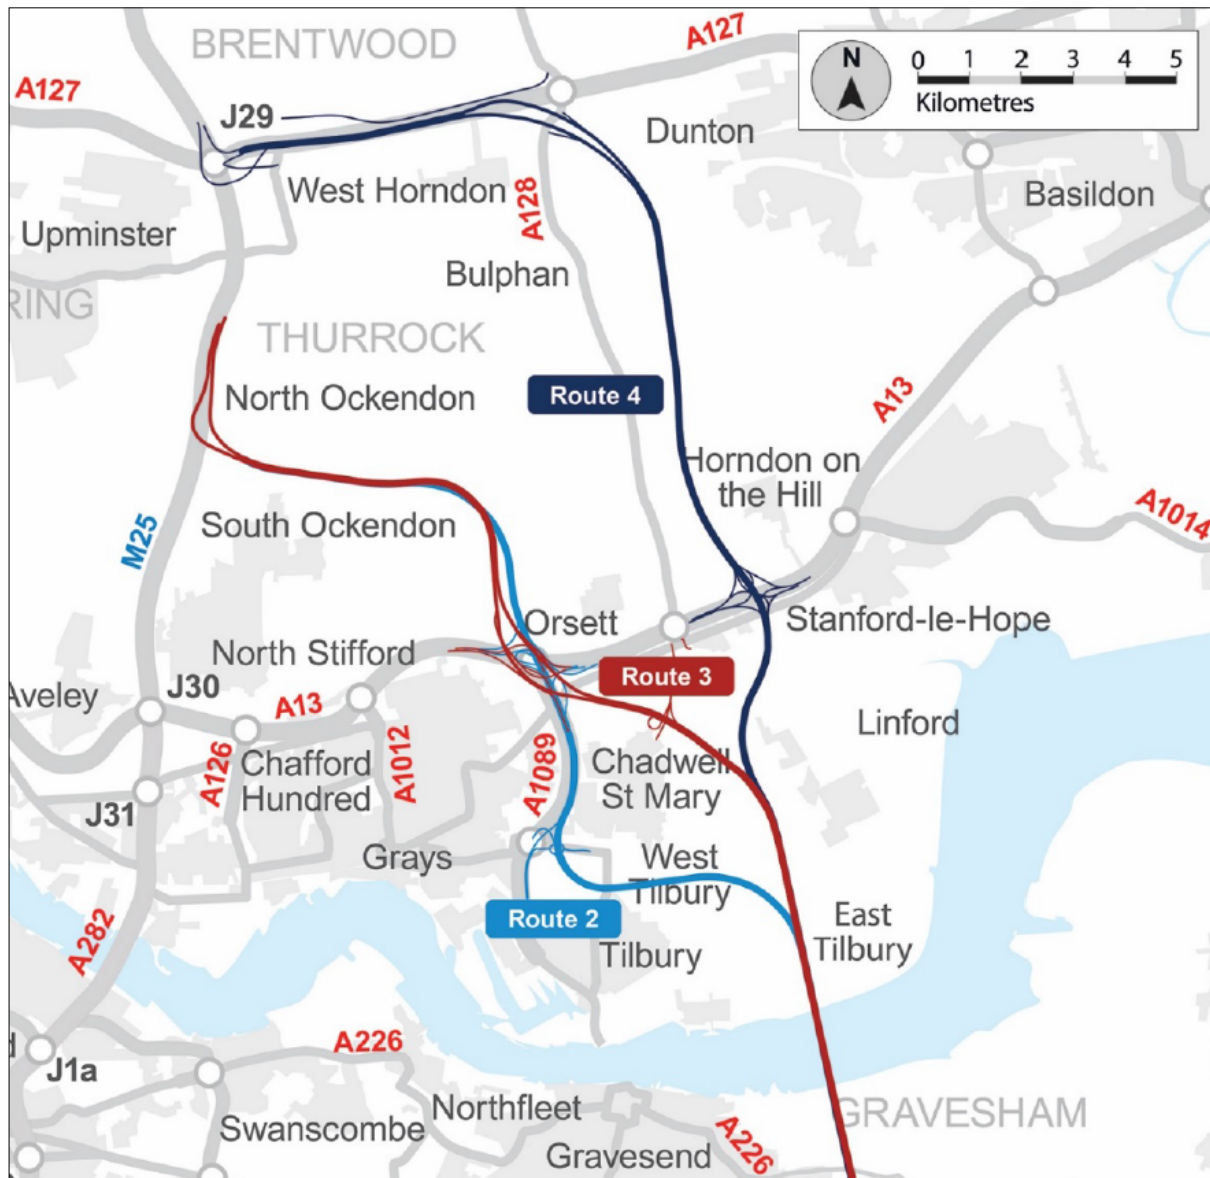 BRENTWOOD
A127
A127
N
0 1 2 3 4 5
Kilometres
J29
Dunton
West Horndon
A128
Basildon
Upminster
Bulphan
RING
THURROCK
North Ockendon
Route 4
A13
Horndon on
the Hill
South Ockendon
M25
A1014
Orsett
Stanford-le-Hope
North Stifford
Route 3
Aveley
J30
A13
Linford
A126
Chafford
Hundred
A1012
A1089
Chadwell
St Mary
J31
Grays
West
Tilbury
Route 2
East
Tilbury
A282
Tilbury
d
J1a
A226
Northfleet
GRAVESHAM
Swanscombe
Gravesend
A226